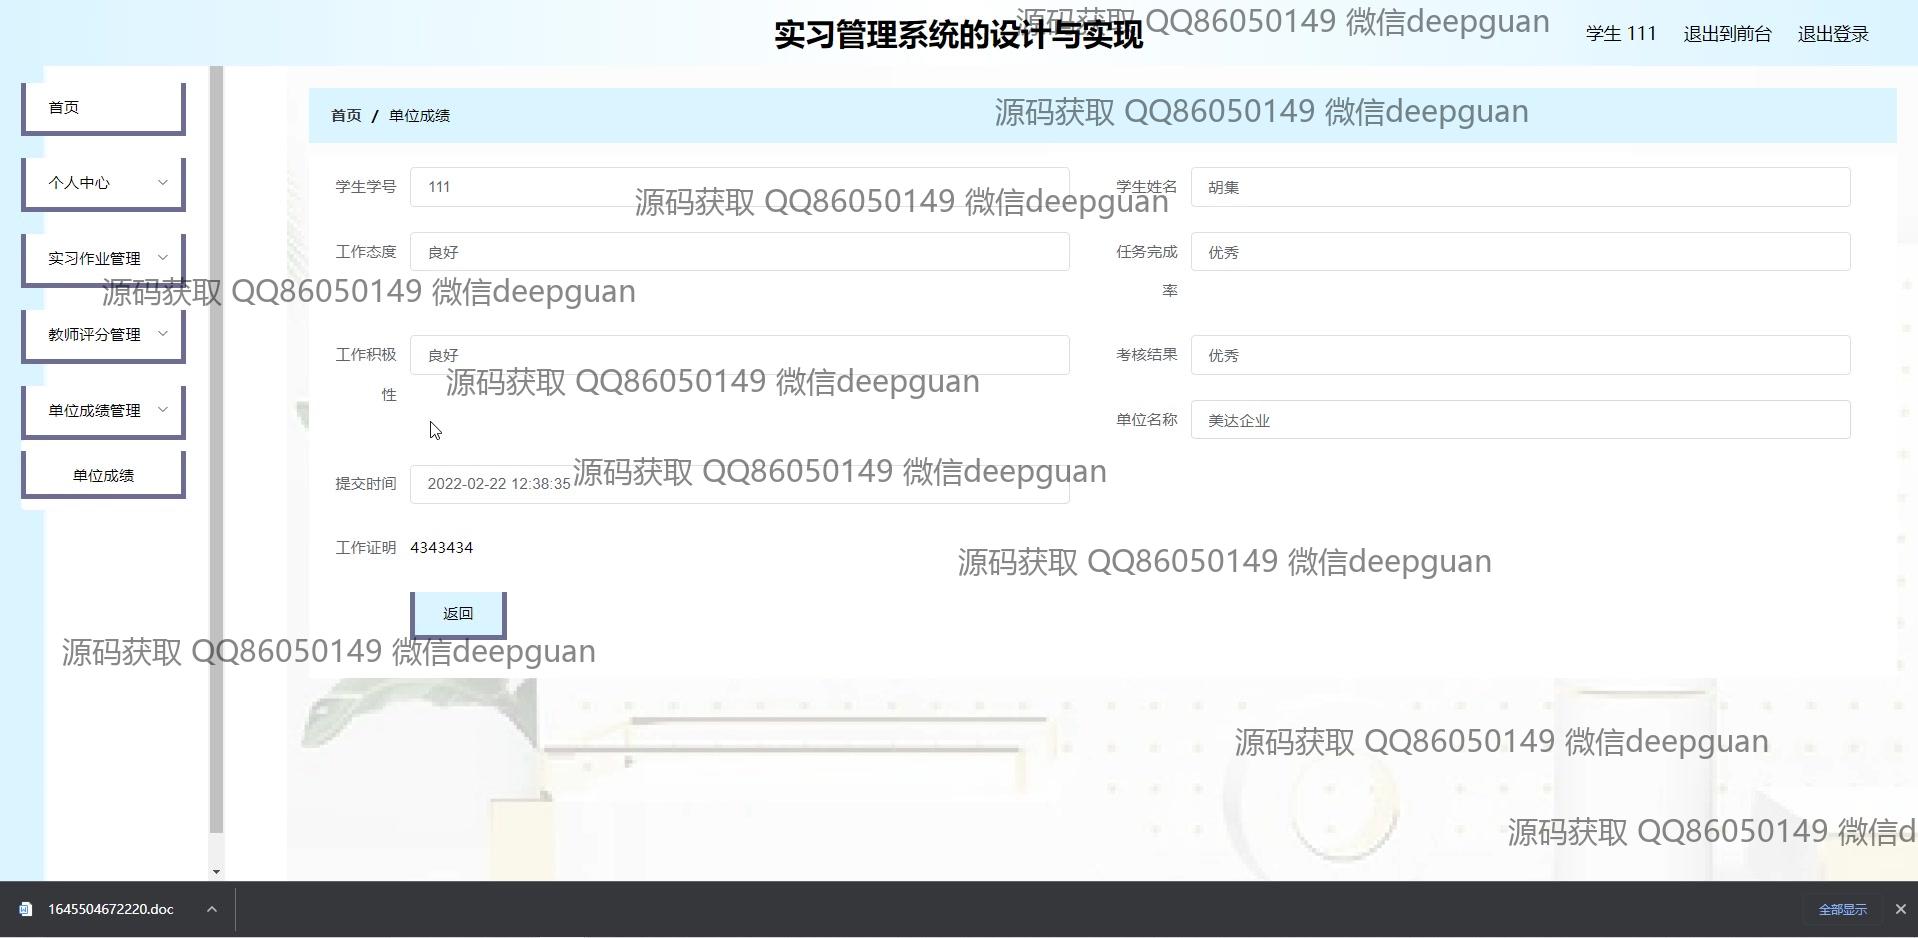 实习管理系统的设计与实现
源码获取 QQ86050149 微信deepguan
学生 111
退出到前台
退出登录
首页
个人中心
实习作业管理
教师评分管理
单位成绩管理
单位成绩
首页 / 单位成绩
源码获取 QQ86050149 微信deepguan
学生学号 111
学生姓名 胡集
源码获取 QQ86050149 微信deepguan
工作态度 良好
任务完成率 优秀
源码获取 QQ86050149 微信deepguan
工作积极性 良好
考核结果 优秀
源码获取 QQ86050149 微信deepguan
单位名称 美达企业
提交时间 2022-02-22 12:38:35
源码获取 QQ86050149 微信deepguan
工作证明 4343434
源码获取 QQ86050149 微信deepguan
返回
源码获取 QQ86050149 微信deepguan
源码获取 QQ86050149 微信deepguan
源码获取 QQ86050149 微信d
1645504672220.doc
全部显示